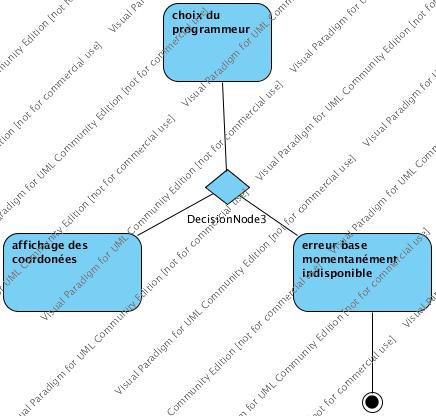 choix du
programmeur
DecisionNode3
affichage des
coordonées
erreur base
momentanément
indisponible
Visual Paradigm for UML Community Edition [not for commercial use]